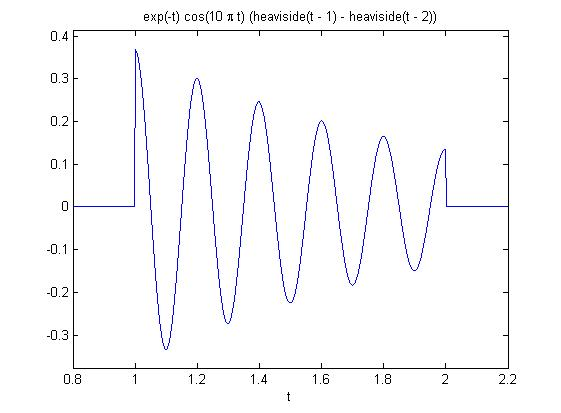 exp(-t) cos(10 π t) (heaviside(t - 1) - heaviside(t - 2))
0.4
0.3
0.2
0.1
0
-0.1
-0.2
-0.3
0.8 1 1.2 1.4 1.6 1.8 2 2.2
t